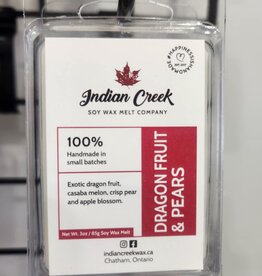 #HAPPINESSISHANDMADE
Indian Creek
SOY WAX MELT COMPANY
100%
Handmade in
small batches
Exotic dragon fruit,
casaba melon, crisp pear
and apple blossom.
Net Wt. 3oz / 85g Soy Wax Melt
DRAGON FRUIT
& PEARS
indiancreekwax.ca
Chatham, Ontario